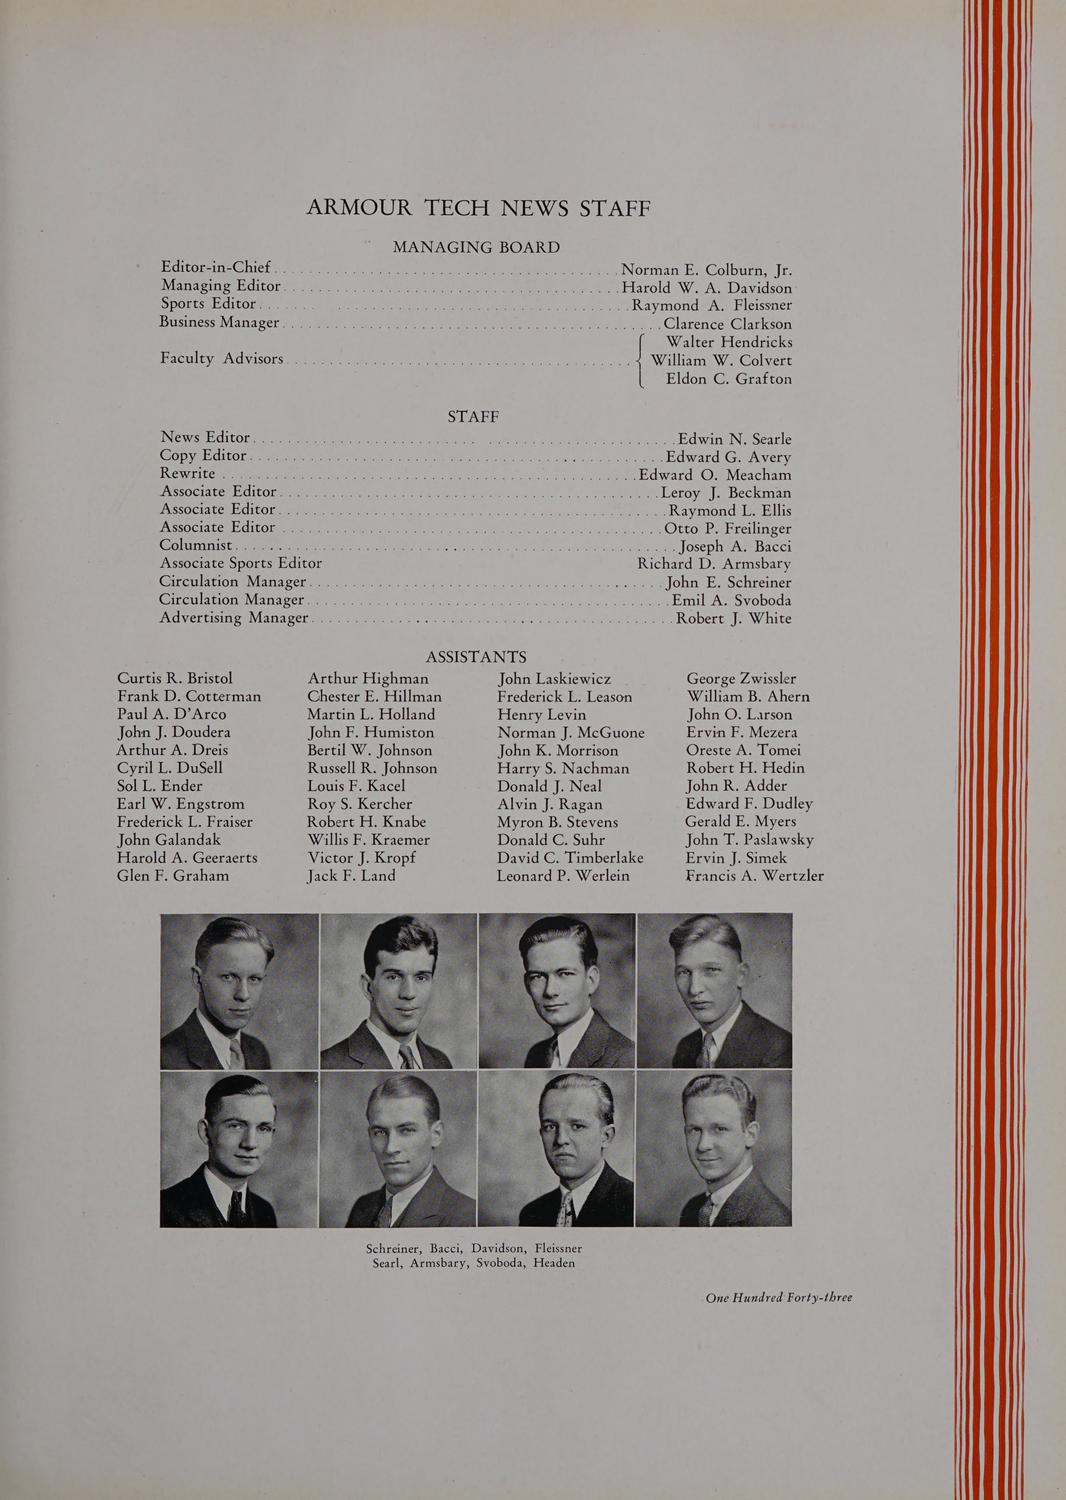 ARMOUR TECH NEWS STAFF
MANAGING BOARD
Editor-in-Chief Norman E. Colburn, Jr.
Managing Editor Harold W. A. Davidson
Sports Editor Raymond A. Fleissner
Business Manager Clarence Clarkson
Walter Hendricks
Faculty Advisors William W. Colvert
Eldon C. Grafton
STAFF
News Editor Edwin N. Searle
Copy Editor Edward G. Avery
Rewrite Edward O. Meacham
Associate Editor Leroy J. Beckman
Associate Editor Raymond L. Ellis
Associate Editor Otto P. Freilinger
Columnist Joseph A. Bacci
Associate Sports Editor Richard D. Armsbary
Circulation Manager John E. Schreiner
Circulation Manager Emil A. Svoboda
Advertising Manager Robert J. White
ASSISTANTS
Curtis R. Bristol Arthur Highman John Laskiewicz George Zwissler
Frank D. Cotterman Chester E. Hillman Frederick L. Leason William B. Ahern
Paul A. D'Arco Martin L. Holland Henry Levin John O. Larson
John J. Doudera John F. Humiston Norman J. McGuone Ervin F. Mezera
Arthur A. Dreis Bertil W. Johnson John K. Morrison Oreste A. Tomei
Cyril L. DuSell Russell R. Johnson Harry S. Nachman Robert H. Hedin
Sol L. Ender Louis F. Kacel Donald J. Neal John R. Adder
Earl W. Engstrom Roy S. Kercher Alvin J. Ragan Edward F. Dudley
Frederick L. Fraiser Robert H. Knabe Myron B. Stevens Gerald E. Myers
John Galandak Willis F. Kraemer Donald C. Suhr John T. Paslawsky
Harold A. Geeraerts Victor J. Kropf David C. Timberlake Ervin J. Simek
Glen F. Graham Jack F. Land Leonard P. Werlein Francis A. Wertzler
Schreiner, Bacci, Davidson, Fleissner
Searl, Armsbary, Svoboda, Headen
One Hundred Forty-three